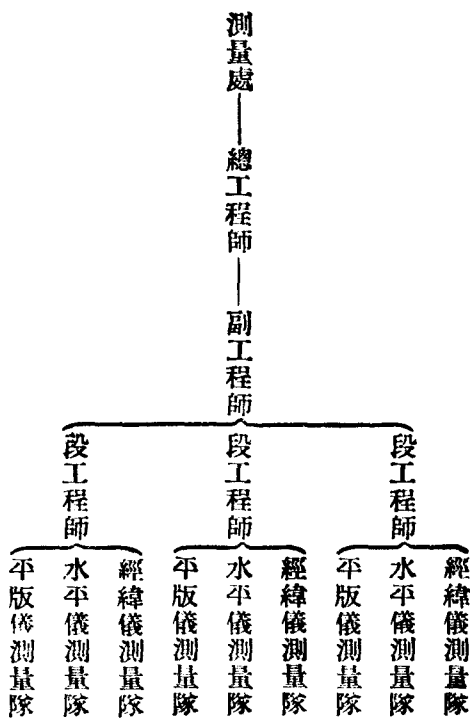 測量處
總工程師
副工程師
段工程師
段工程師
段工程師
經緯儀測量隊
水平儀測量隊
平版儀測量隊
經緯儀測量隊
水平儀測量隊
平版儀測量隊
經緯儀測量隊
水平儀測量隊
平版儀測量隊